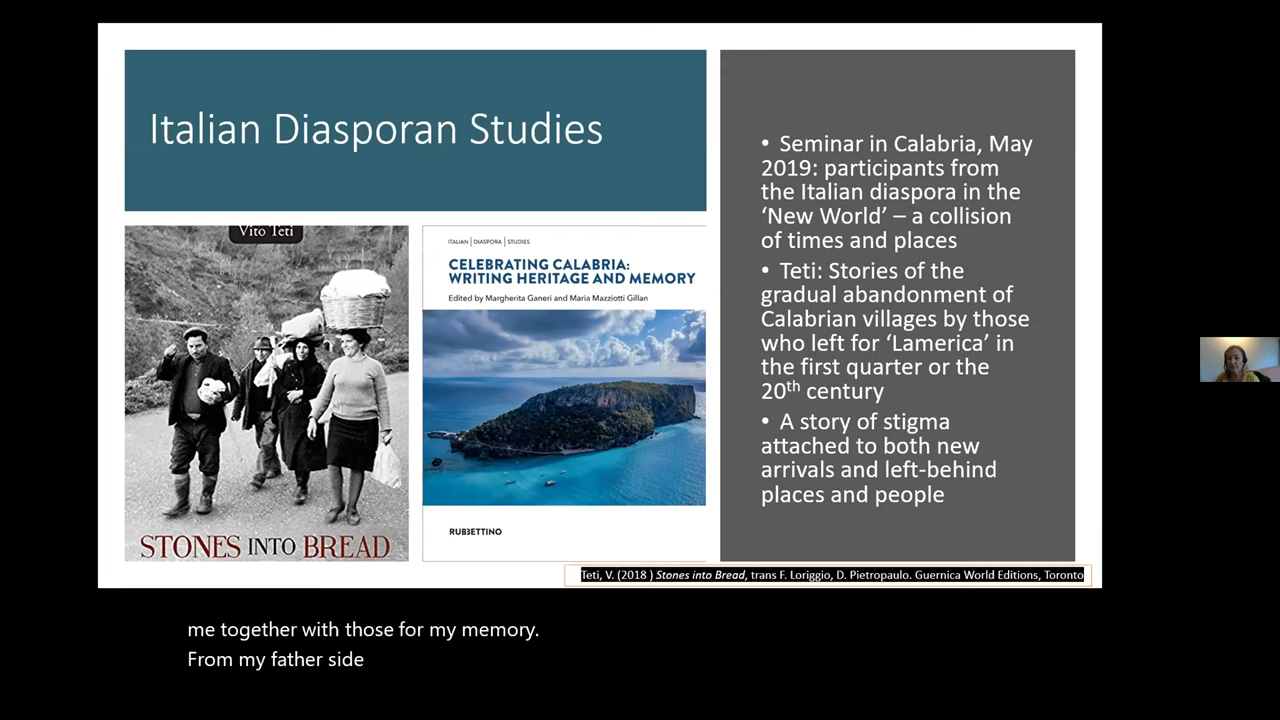 Italian Diasporan Studies
Vito Teti
STONES INTO BREAD
ITALIAN | DIASPORA | STUDIES
CELEBRATING CALABRIA:
WRITING HERITAGE AND MEMORY
Edited by Margherita Ganeri and Maria Mazziotti Gillan
RUBBETTINO
• Seminar in Calabria, May
2019: participants from
the Italian diaspora in the
‘New World’ – a collision
of times and places
• Teti: Stories of the
gradual abandonment of
Calabrian villages by those
who left for ‘Lamerica’ in
the first quarter or the
20th century
• A story of stigma
attached to both new
arrivals and left-behind
places and people
Teti, V. (2018 ) Stones into Bread, trans F. Loriggio, D. Pietropaulo. Guernica World Editions, Toronto
me together with those for my memory.
From my father side